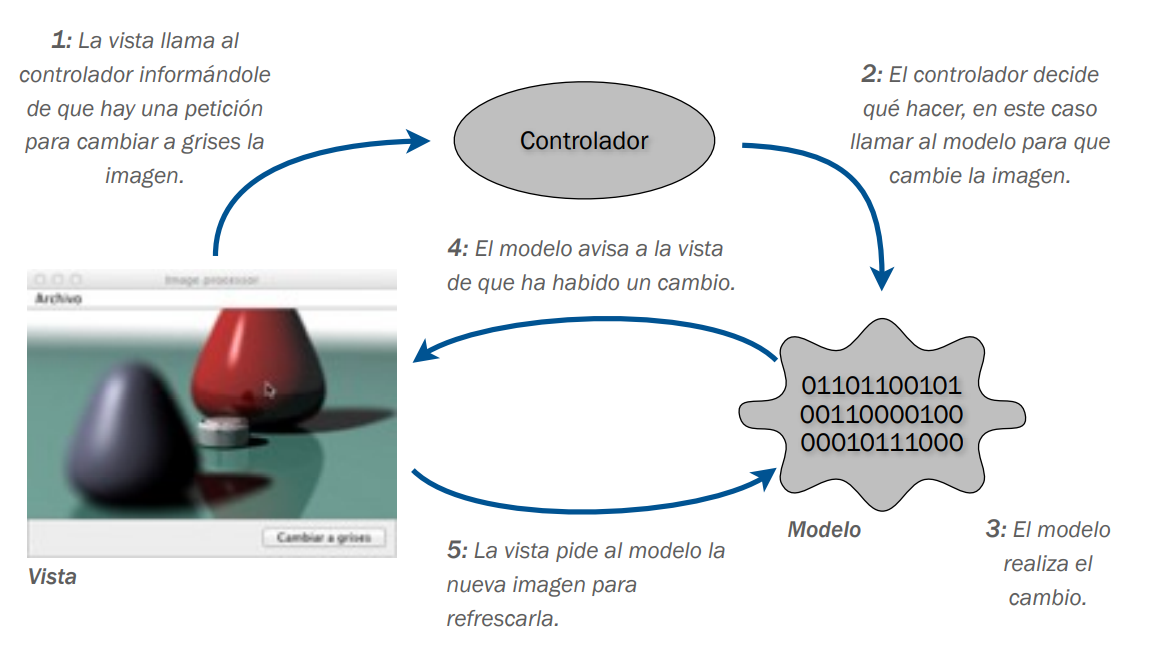 1: La vista llama al
controlador informándole
de que hay una petición
para cambiar a grises la
imagen.
Controlador
2: El controlador decide
qué hacer, en este caso
llamar al modelo para que
cambie la imagen.
4: El modelo avisa a la vista
de que ha habido un cambio.
Image processor
Archivo
01101100101
00110000100
00010111000
Cambiar a grises
Vista
Modelo
3: El modelo
realiza el
cambio.
5: La vista pide al modelo la
nueva imagen para
refrescarla.